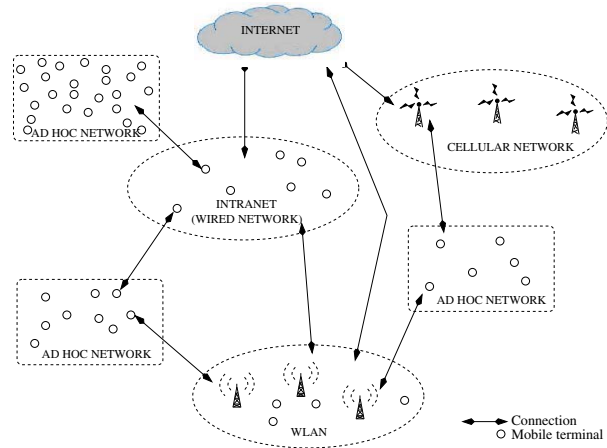 INTERNET
AD HOC NETWORK
CELLULAR NETWORK
INTRANET
(WIRED NETWORK)
AD HOC NETWORK
AD HOC NETWORK
WLAN
Connection
Mobile terminal